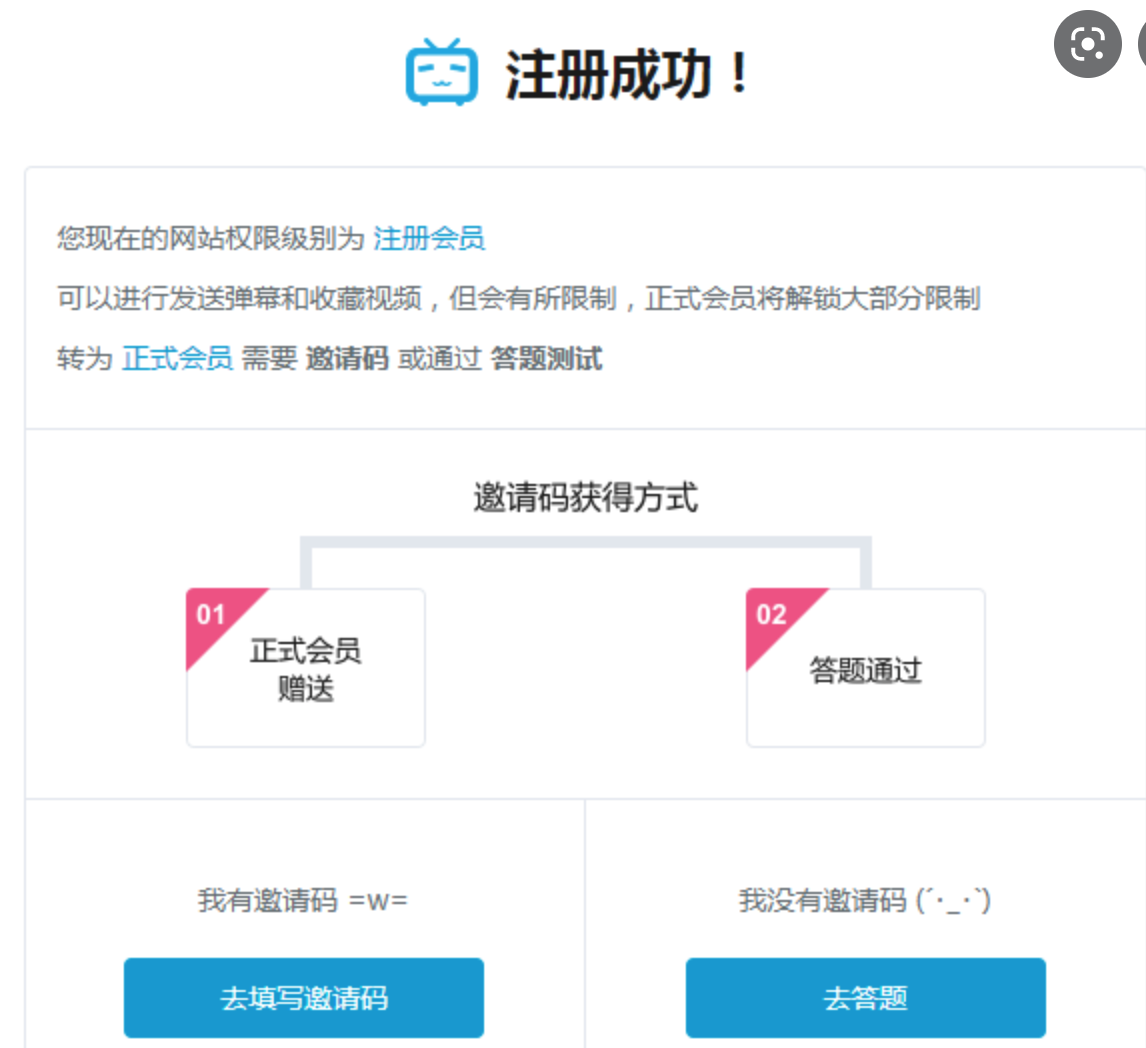 注册成功！
您现在的网站权限级别为 注册会员
可以进行发送弹幕和收藏视频，但会有所限制，正式会员将解锁大部分限制
转为 正式会员 需要 邀请码 或通过 答题测试
邀请码获得方式
01
正式会员
赠送
02
答题通过
我有邀请码 =w=
我没有邀请码 (´･_･`)
去填写邀请码
去答题